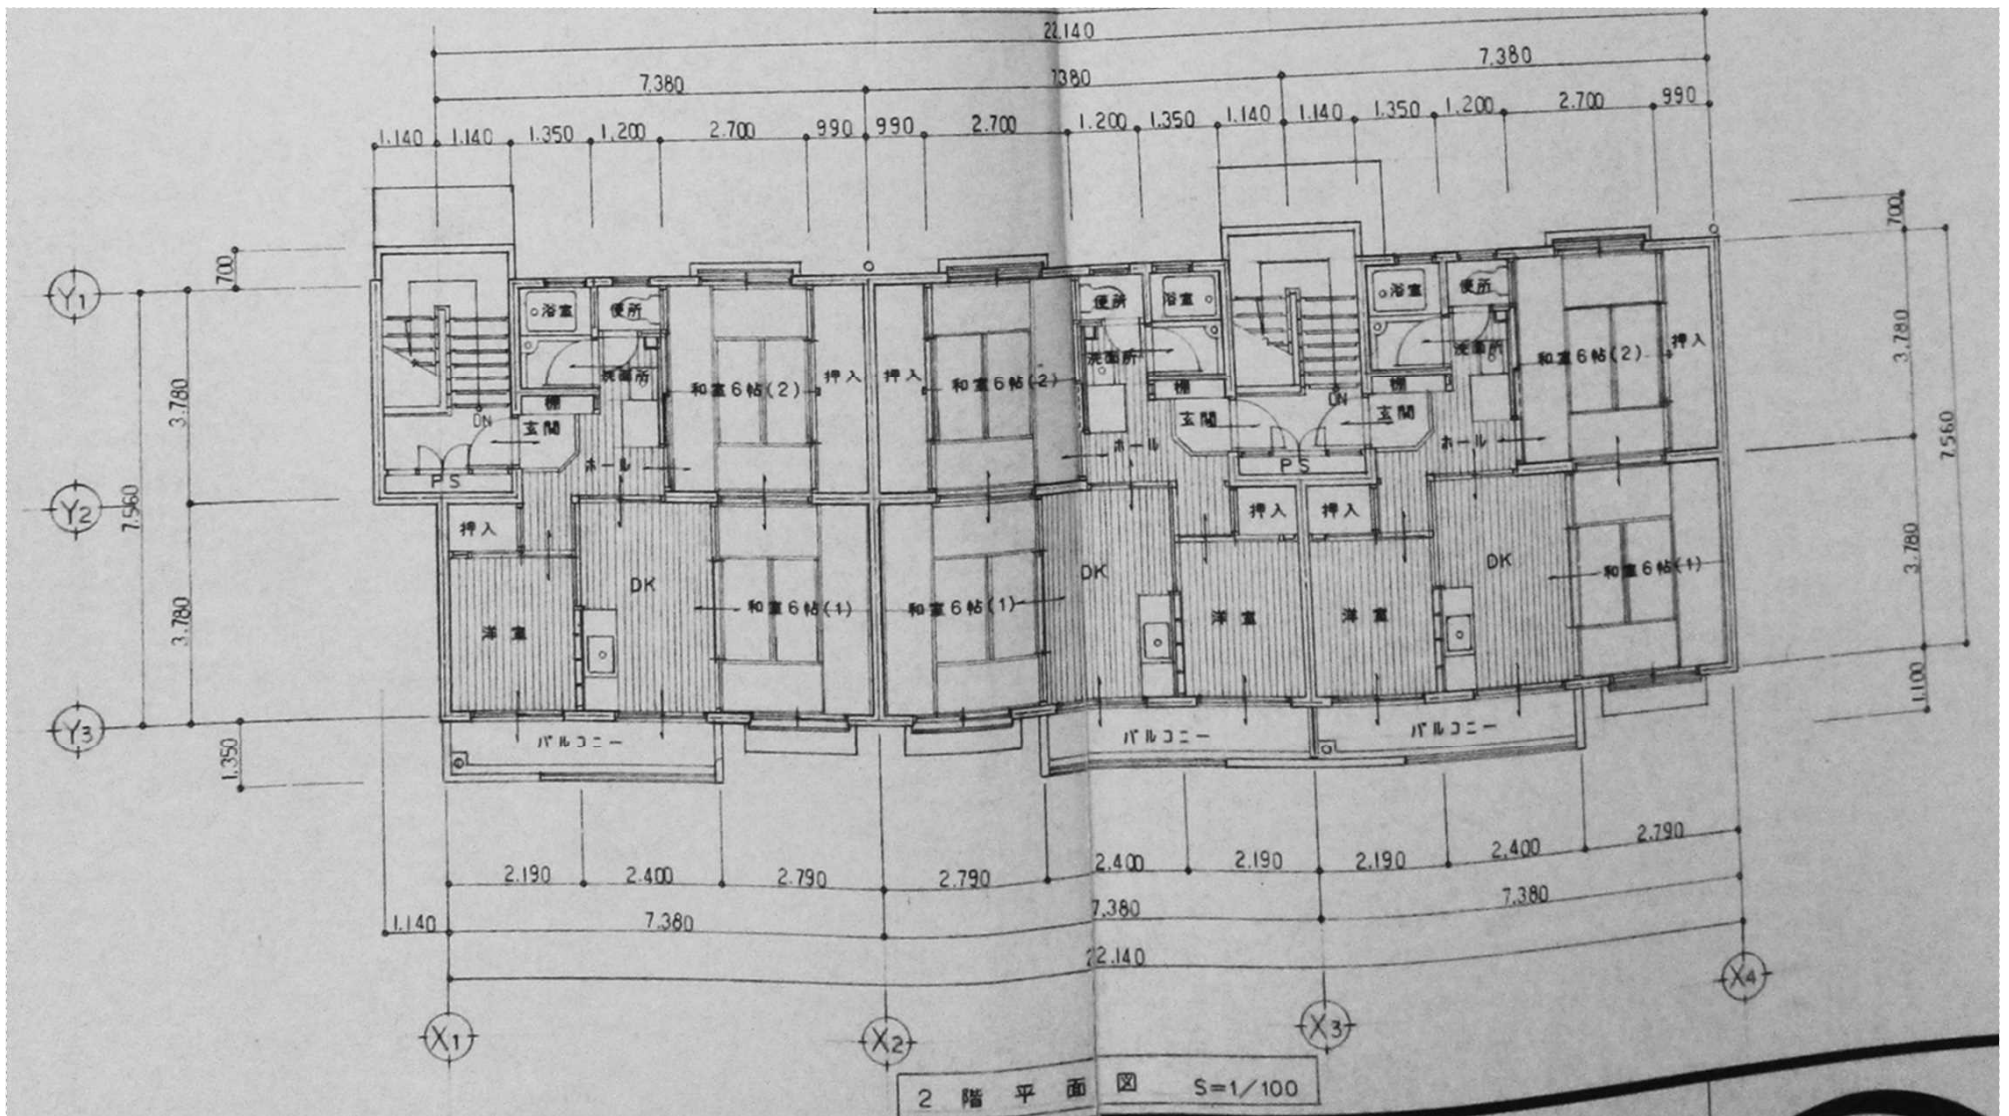 22.140
7.380 7.380 7.380
1.140 1.140 1.350 1.200 2.700 990 990 2.700 1.200 1.350 1.140 1.140 1.350 1.200 2.700 990
700 700
Y1
浴室 便所 便所 浴室 浴室 便所
洗面所 洗面所 洗面所
和室6帖(2) 押入 押入 和室6帖(2) 和室6帖(2) 押入
棚 棚 棚
DN 玄関 玄関 DN 玄関
ホール ホール ホール
PS PS
3.780 3.780
7.560 7.560
Y2
押入 押入 押入
DK DK DK
洋室 和室6帖(1) 和室6帖(1) 洋室 洋室 和室6帖(1)
3.780 3.780
Y3
バルコニー バルコニー バルコニー
1.350 1.100
2.190 2.400 2.790 2.790 2.400 2.190 2.190 2.400 2.790
1.140 7.380 7.380 7.380
22.140
X1 X2 X3 X4
2階平面図 S=1/100